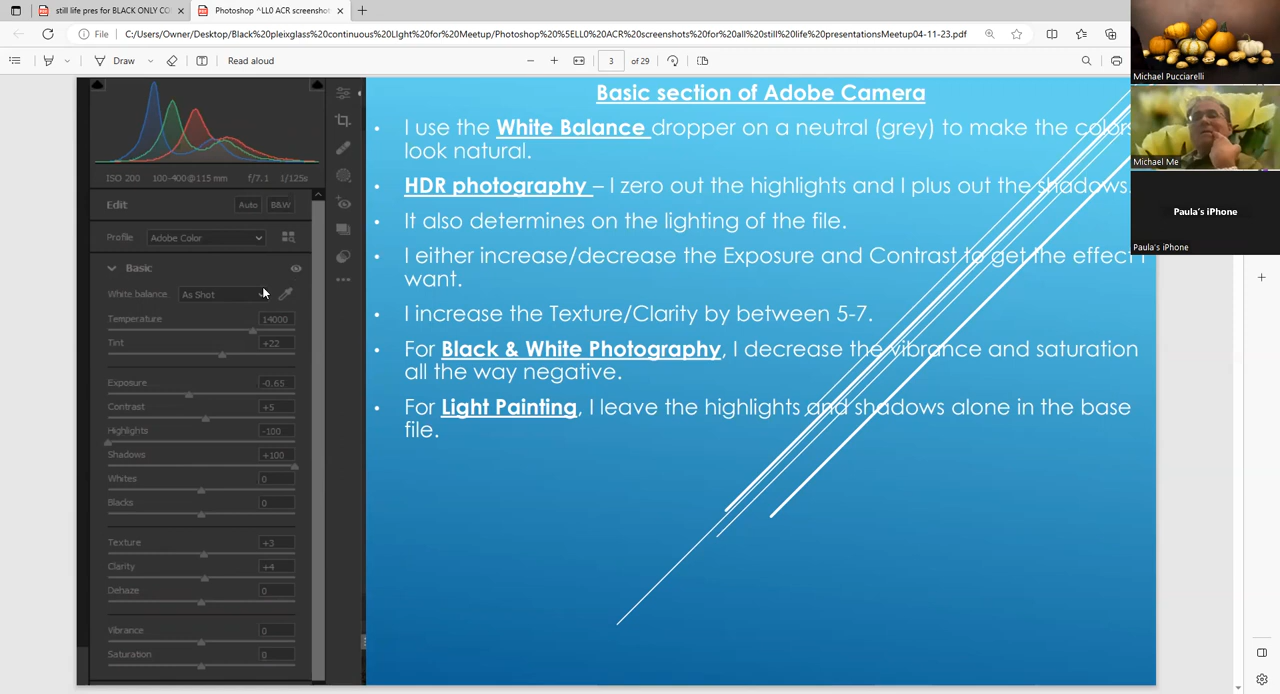 still life pres for BLACK ONLY CO
Photoshop ^LL0 ACR screenshots
File
C:/Users/Owner/Desktop/Black%20pleixglass%20continuous%20LIght%20for%20Meetup/Photoshop%20%5ELL0%20ACR%20screenshots%20for%20all%20still%20life%20presentationsMeetup04-11-23.pdf
Draw
Read aloud
3 of 29
Michael Pucciarelli
Michael Me
Paula's iPhone
Paula's iPhone
ISO 200 100-400@115 mm f/7.1 1/125s
Edit Auto B&W
Profile Adobe Color
Basic
White balance As Shot
Temperature 14000
Tint +22
Exposure -0.65
Contrast +5
Highlights -100
Shadows +100
Whites 0
Blacks 0
Texture +3
Clarity +4
Dehaze 0
Vibrance 0
Saturation 0
Basic section of Adobe Camera
• I use the White Balance dropper on a neutral (grey) to make the colors
look natural.
• HDR photography – I zero out the highlights and I plus out the shadows.
• It also determines on the lighting of the file.
• I either increase/decrease the Exposure and Contrast to get the effect I
want.
• I increase the Texture/Clarity by between 5-7.
• For Black & White Photography, I decrease the vibrance and saturation
all the way negative.
• For Light Painting, I leave the highlights and shadows alone in the base
file.